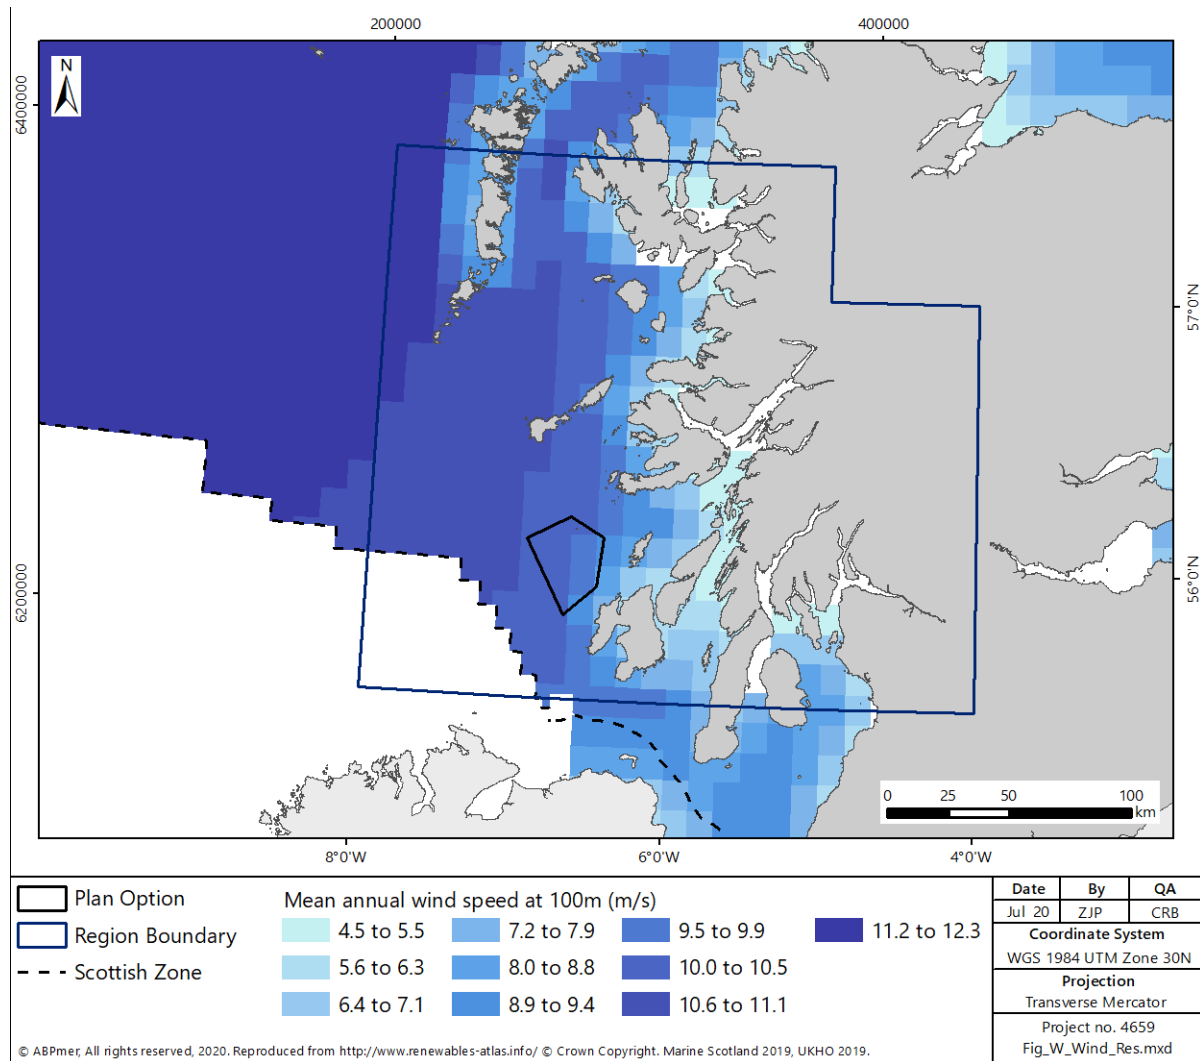 200000 400000
N
6400000
57°0'N
6200000
56°0'N
0 25 50 100
km
8°0'W 6°0'W 4°0'W
Plan Option
Region Boundary
Scottish Zone
Mean annual wind speed at 100m (m/s)
4.5 to 5.5 7.2 to 7.9 9.5 to 9.9 11.2 to 12.3
5.6 to 6.3 8.0 to 8.8 10.0 to 10.5
6.4 to 7.1 8.9 to 9.4 10.6 to 11.1
Date By QA
Jul 20 ZJP CRB
Coordinate System
WGS 1984 UTM Zone 30N
Projection
Transverse Mercator
Project no. 4659
Fig_W_Wind_Res.mxd
© ABPmer, All rights reserved, 2020. Reproduced from http://www.renewables-atlas.info/ © Crown Copyright. Marine Scotland 2019, UKHO 2019.